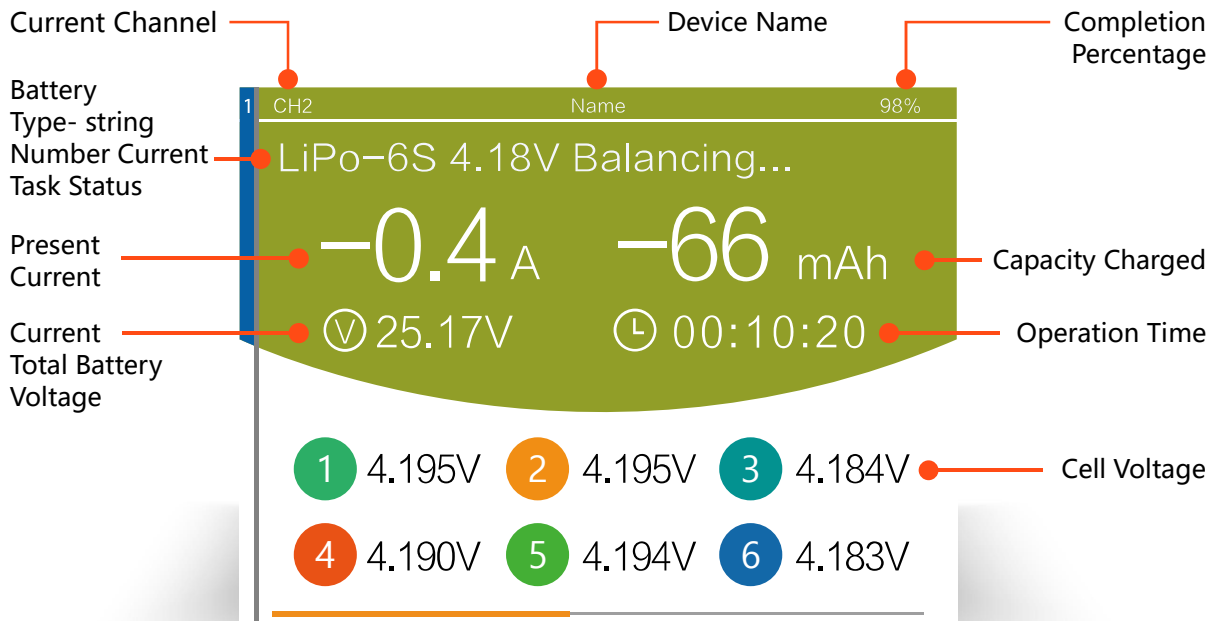 Current Channel
Device Name
Completion
Percentage
Battery
Type- string
Number Current
Task Status
1
CH2
Name
98%
LiPo-6S 4.18V Balancing...
Present
Current
-0.4 A
-66 mAh
Capacity Charged
Current
Total Battery
Voltage
V 25.17V
00:10:20
Operation Time
1 4.195V 2 4.195V 3 4.184V
Cell Voltage
4 4.190V 5 4.194V 6 4.183V